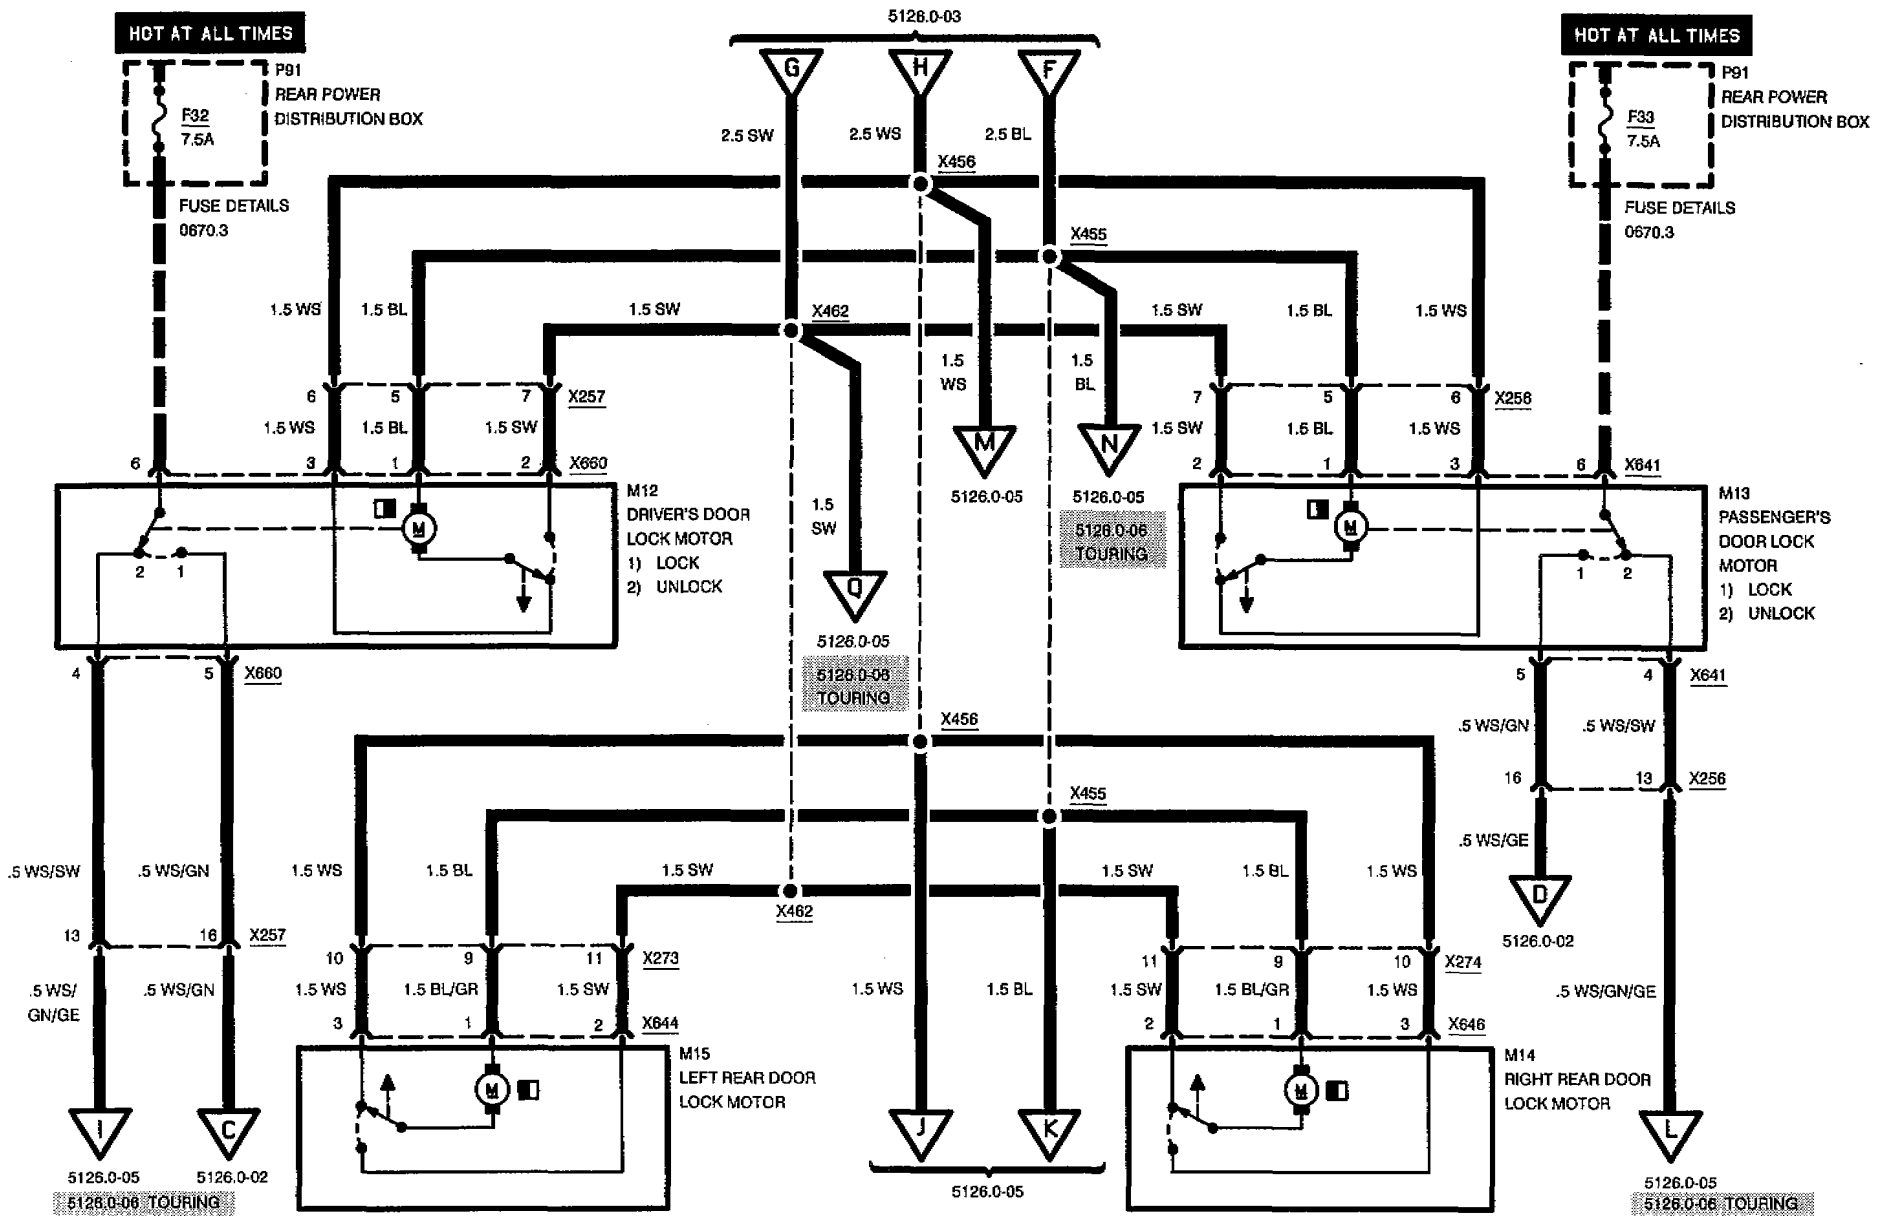 5126.0-03
HOT AT ALL TIMES
HOT AT ALL TIMES
P91
REAR POWER
DISTRIBUTION BOX
F32
7.5A
FUSE DETAILS
0670.3
G
H
F
2.5 SW
2.5 WS
2.5 BL
P91
REAR POWER
DISTRIBUTION BOX
F33
7.5A
FUSE DETAILS
0670.3
X456
X455
X462
1.5 WS
1.5 BL
1.5 SW
1.5 SW
1.5 BL
1.5 WS
1.5
WS
1.5
BL
6
5
7
X257
7
5
6
X256
1.5 WS
1.5 BL
1.5 SW
1.5 SW
1.5 BL
1.5 WS
M
N
6
3
1
2
X660
2
1
3
6
X641
5126.0-05
5126.0-05
5126.0-06
TOURING
M12
DRIVER'S DOOR
LOCK MOTOR
1) LOCK
2) UNLOCK
M
2
1
1.5
SW
Q
5126.0-05
5126.0-06
TOURING
M13
PASSENGER'S
DOOR LOCK
MOTOR
1) LOCK
2) UNLOCK
M
1
2
4
5
X660
5
4
X641
.5 WS/GN
.5 WS/SW
16
13
X256
.5 WS/GE
D
5126.0-02
X456
X455
X462
.5 WS/SW
.5 WS/GN
1.5 WS
1.5 BL
1.5 SW
1.5 SW
1.5 BL
1.5 WS
13
16
X257
10
9
11
X273
11
9
10
X274
.5 WS/
GN/GE
.5 WS/GN
1.5 WS
1.5 BL/GR
1.5 SW
1.5 WS
1.5 BL
1.5 SW
1.5 BL/GR
1.5 WS
.5 WS/GN/GE
3
1
2
X644
2
1
3
X646
M15
LEFT REAR DOOR
LOCK MOTOR
M
M14
RIGHT REAR DOOR
LOCK MOTOR
M
I
C
J
K
L
5126.0-05
5126.0-06 TOURING
5126.0-02
5126.0-05
5126.0-05
5126.0-06 TOURING